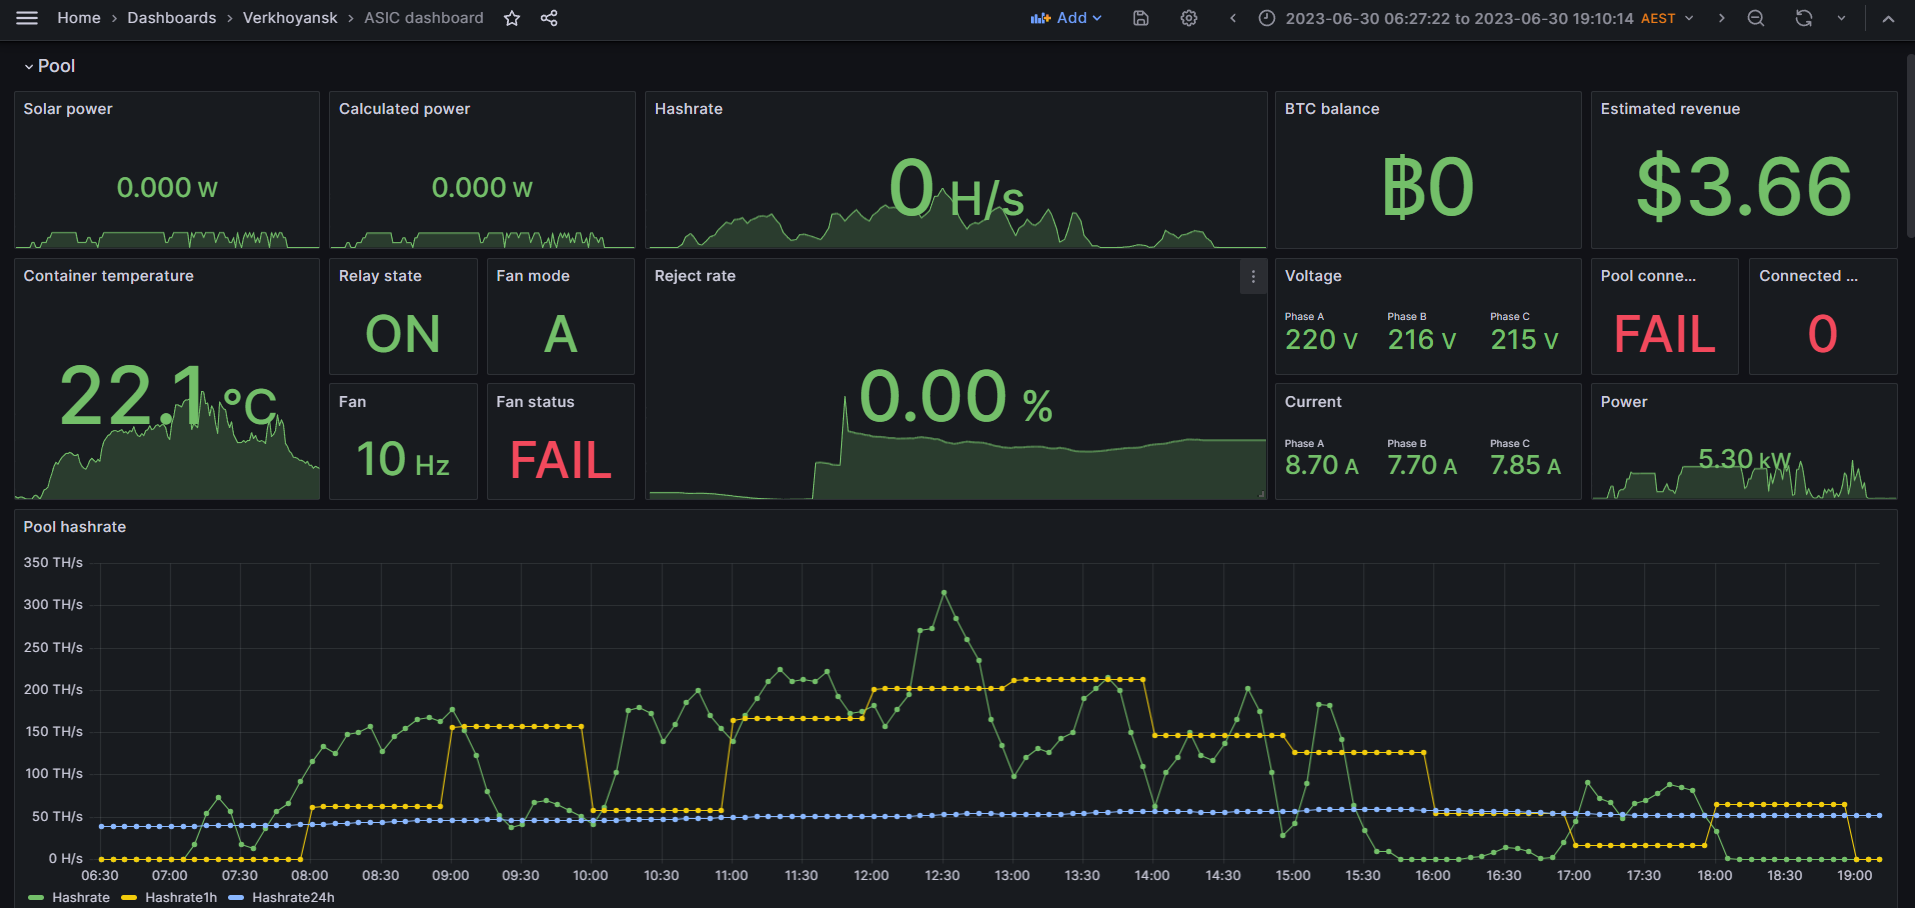 Home › Dashboards › Verkhoyansk › ASIC dashboard Add 2023-06-30 06:27:22 to 2023-06-30 19:10:14 AEST
Pool
Solar power
0.000 W
Calculated power
0.000 W
Hashrate
0 H/s
BTC balance
฿0
Estimated revenue
$3.66
Container temperature
22.1 °C
Relay state
ON
Fan mode
A
Fan
10 Hz
Fan status
FAIL
Reject rate
0.00 %
Voltage
Phase A Phase B Phase C
220 V 216 V 215 V
Pool conne...
FAIL
Connected ...
0
Current
Phase A Phase B Phase C
8.70 A 7.70 A 7.85 A
Power
5.30 kW
Pool hashrate
350 TH/s
300 TH/s
250 TH/s
200 TH/s
150 TH/s
100 TH/s
50 TH/s
0 H/s
06:30 07:00 07:30 08:00 08:30 09:00 09:30 10:00 10:30 11:00 11:30 12:00 12:30 13:00 13:30 14:00 14:30 15:00 15:30 16:00 16:30 17:00 17:30 18:00 18:30 19:00
Hashrate Hashrate1h Hashrate24h